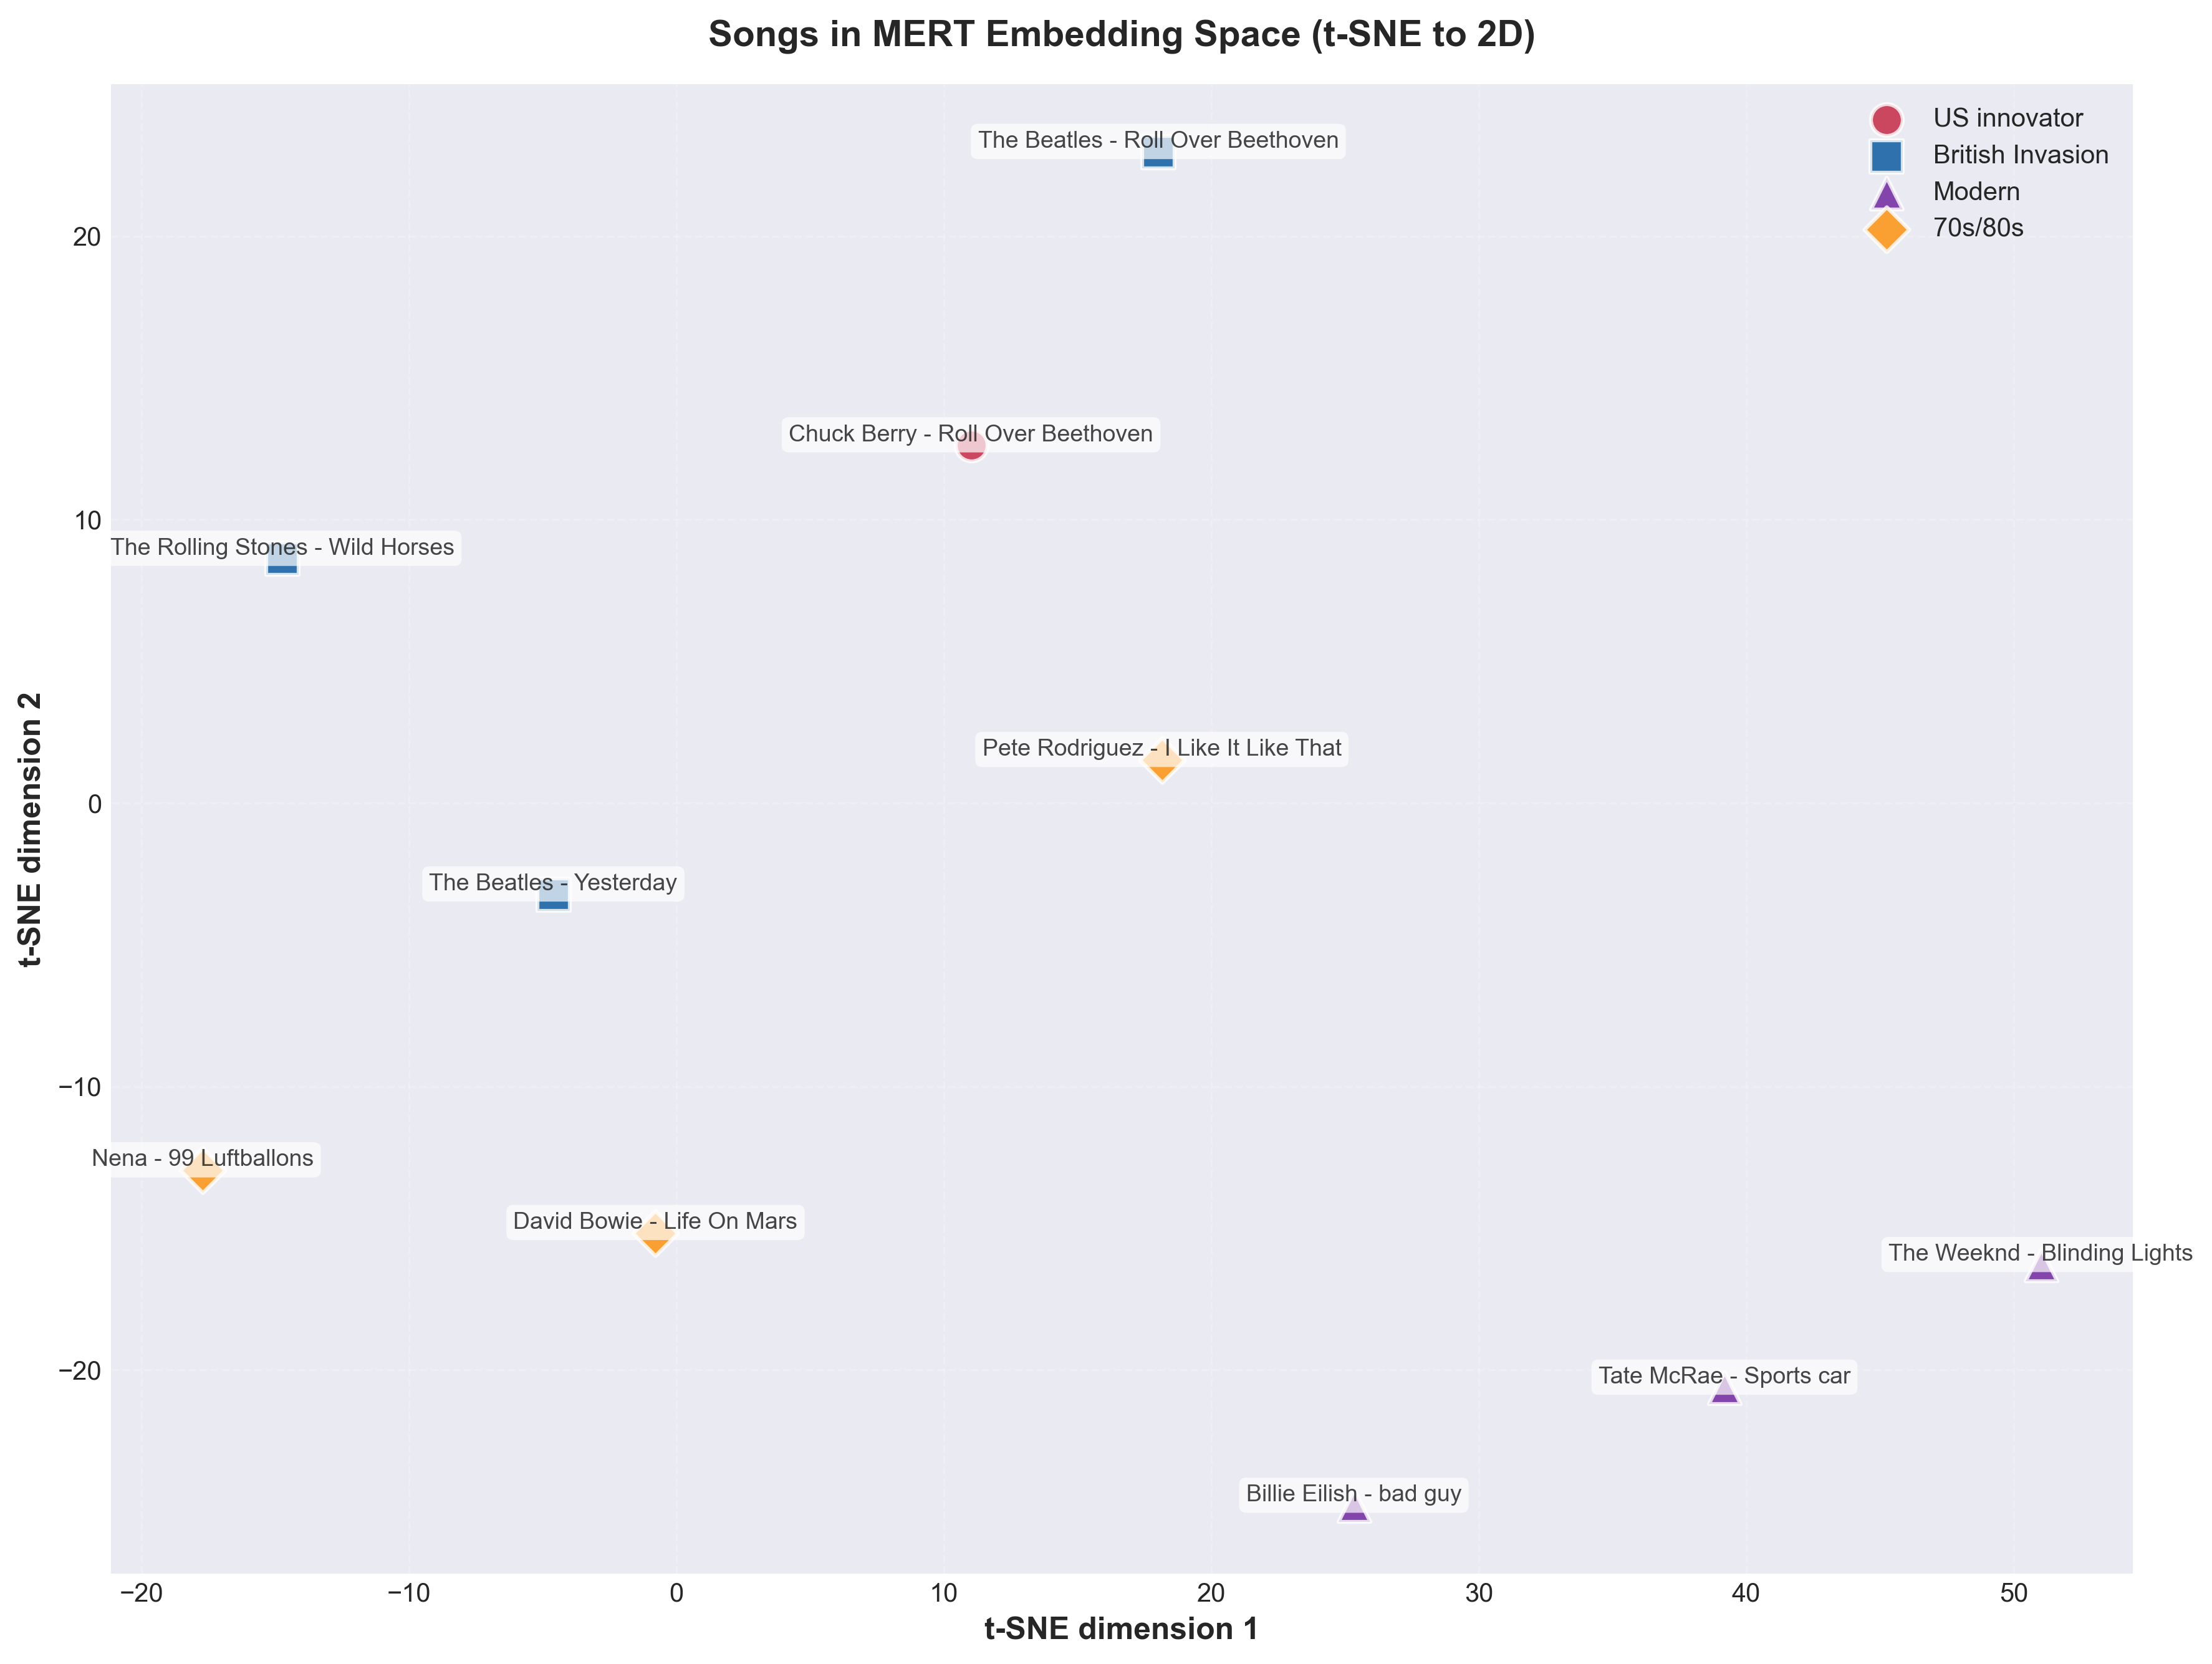 Songs in MERT Embedding Space (t-SNE to 2D)
US innovator
British Invasion
Modern
70s/80s
The Beatles - Roll Over Beethoven
Chuck Berry - Roll Over Beethoven
The Rolling Stones - Wild Horses
Pete Rodriguez - I Like It Like That
The Beatles - Yesterday
Nena - 99 Luftballons
David Bowie - Life On Mars
The Weeknd - Blinding Lights
Tate McRae - Sports car
Billie Eilish - bad guy
20
10
0
−10
−20
t-SNE dimension 2
−20 −10 0 10 20 30 40 50
t-SNE dimension 1